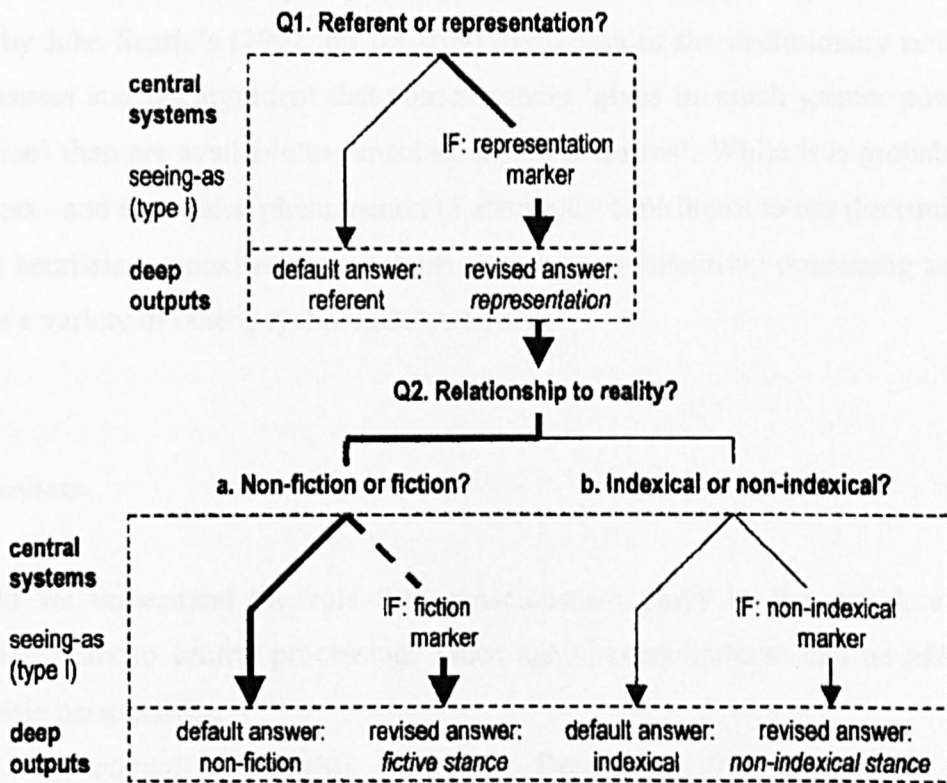 Q1. Referent or representation?
central
systems
seeing-as
(type I)
IF: representation
marker
deep
outputs
default answer:
referent
revised answer:
representation
Q2. Relationship to reality?
a. Non-fiction or fiction?
b. Indexical or non-indexical?
central
systems
seeing-as
(type I)
IF: fiction
marker
IF: non-indexical
marker
deep
outputs
default answer:
non-fiction
revised answer:
fictive stance
default answer:
indexical
revised answer:
non-indexical stance